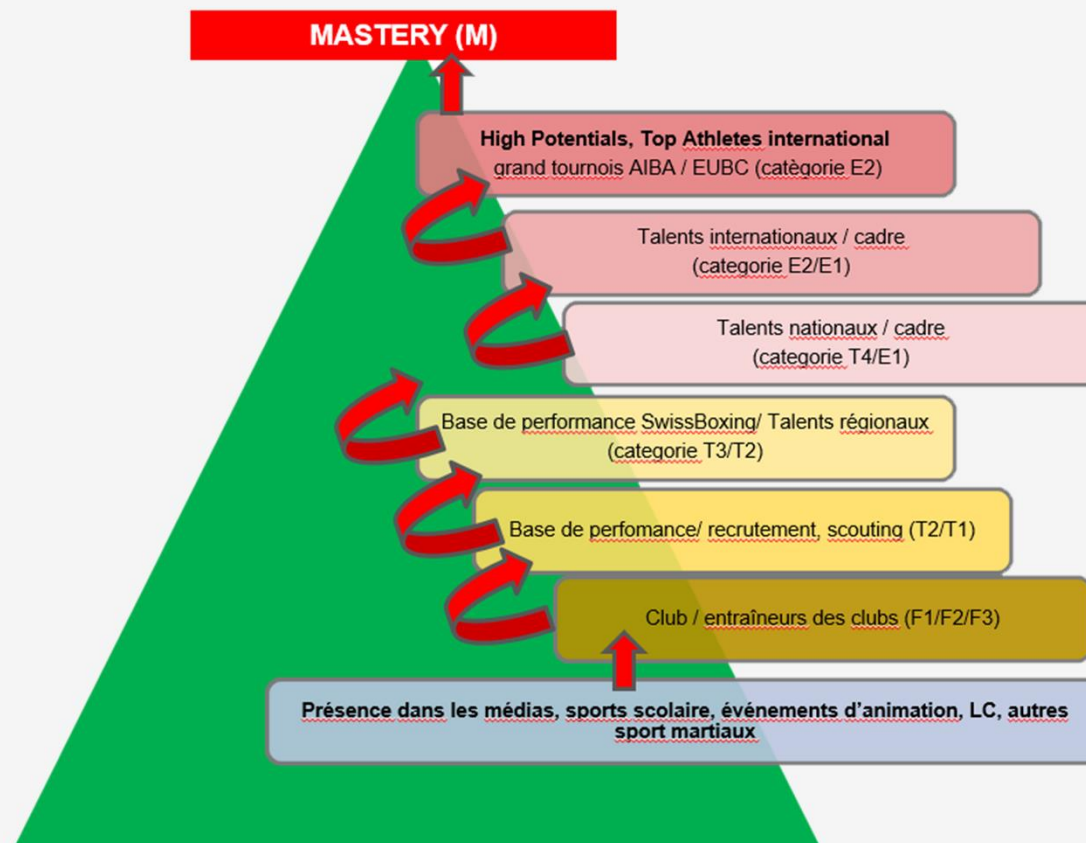 MASTERY (M)
High Potentials, Top Athletes international
grand tournois AIBA / EUBC (catègorie E2)
Talents internationaux / cadre
(categorie E2/E1)
Talents nationaux / cadre
(categorie T4/E1)
Base de performance SwissBoxing/ Talents régionaux
(categorie T3/T2)
Base de perfomance/ recrutement, scouting (T2/T1)
Club / entraîneurs des clubs (F1/F2/F3)
Présence dans les médias, sports scolaire, événements d’animation, LC, autres
sport martiaux